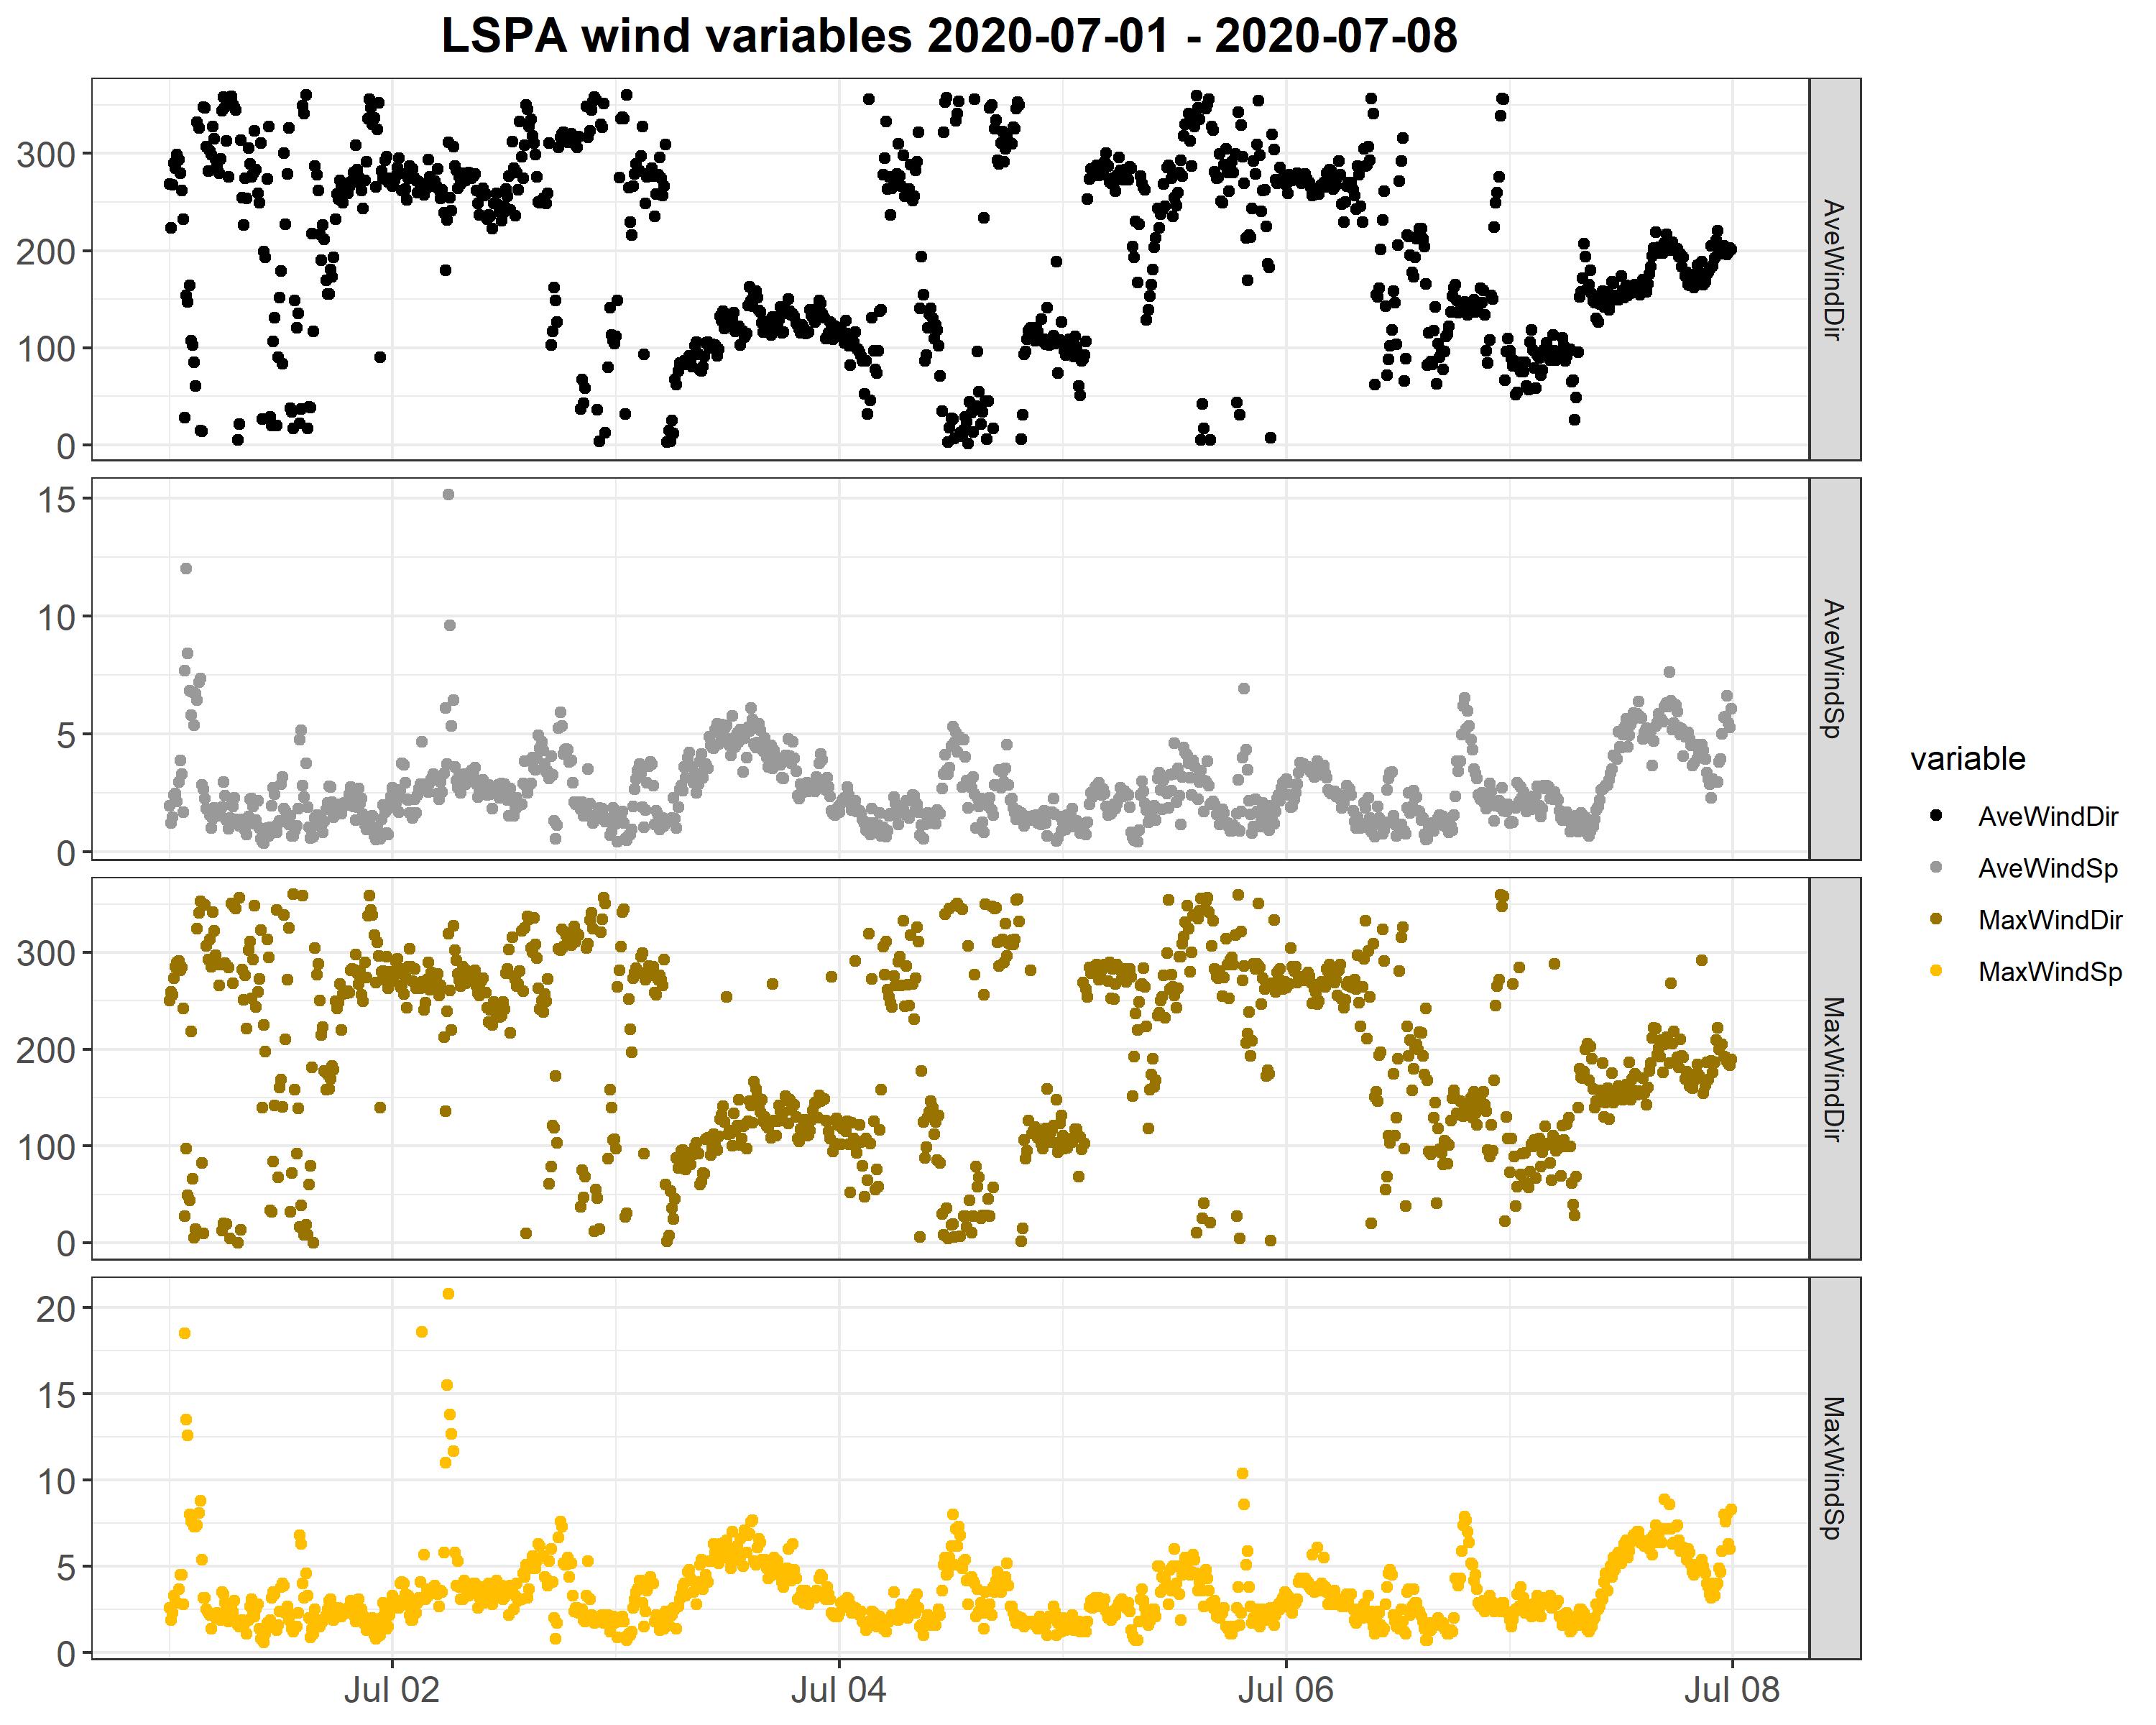 LSPA wind variables 2020-07-01 - 2020-07-08
300
200
100
0
AveWindDir
15
10
5
0
AveWindSp
300
200
100
0
MaxWindDir
20
15
10
5
0
MaxWindSp
Jul 02 Jul 04 Jul 06 Jul 08
variable
AveWindDir
AveWindSp
MaxWindDir
MaxWindSp